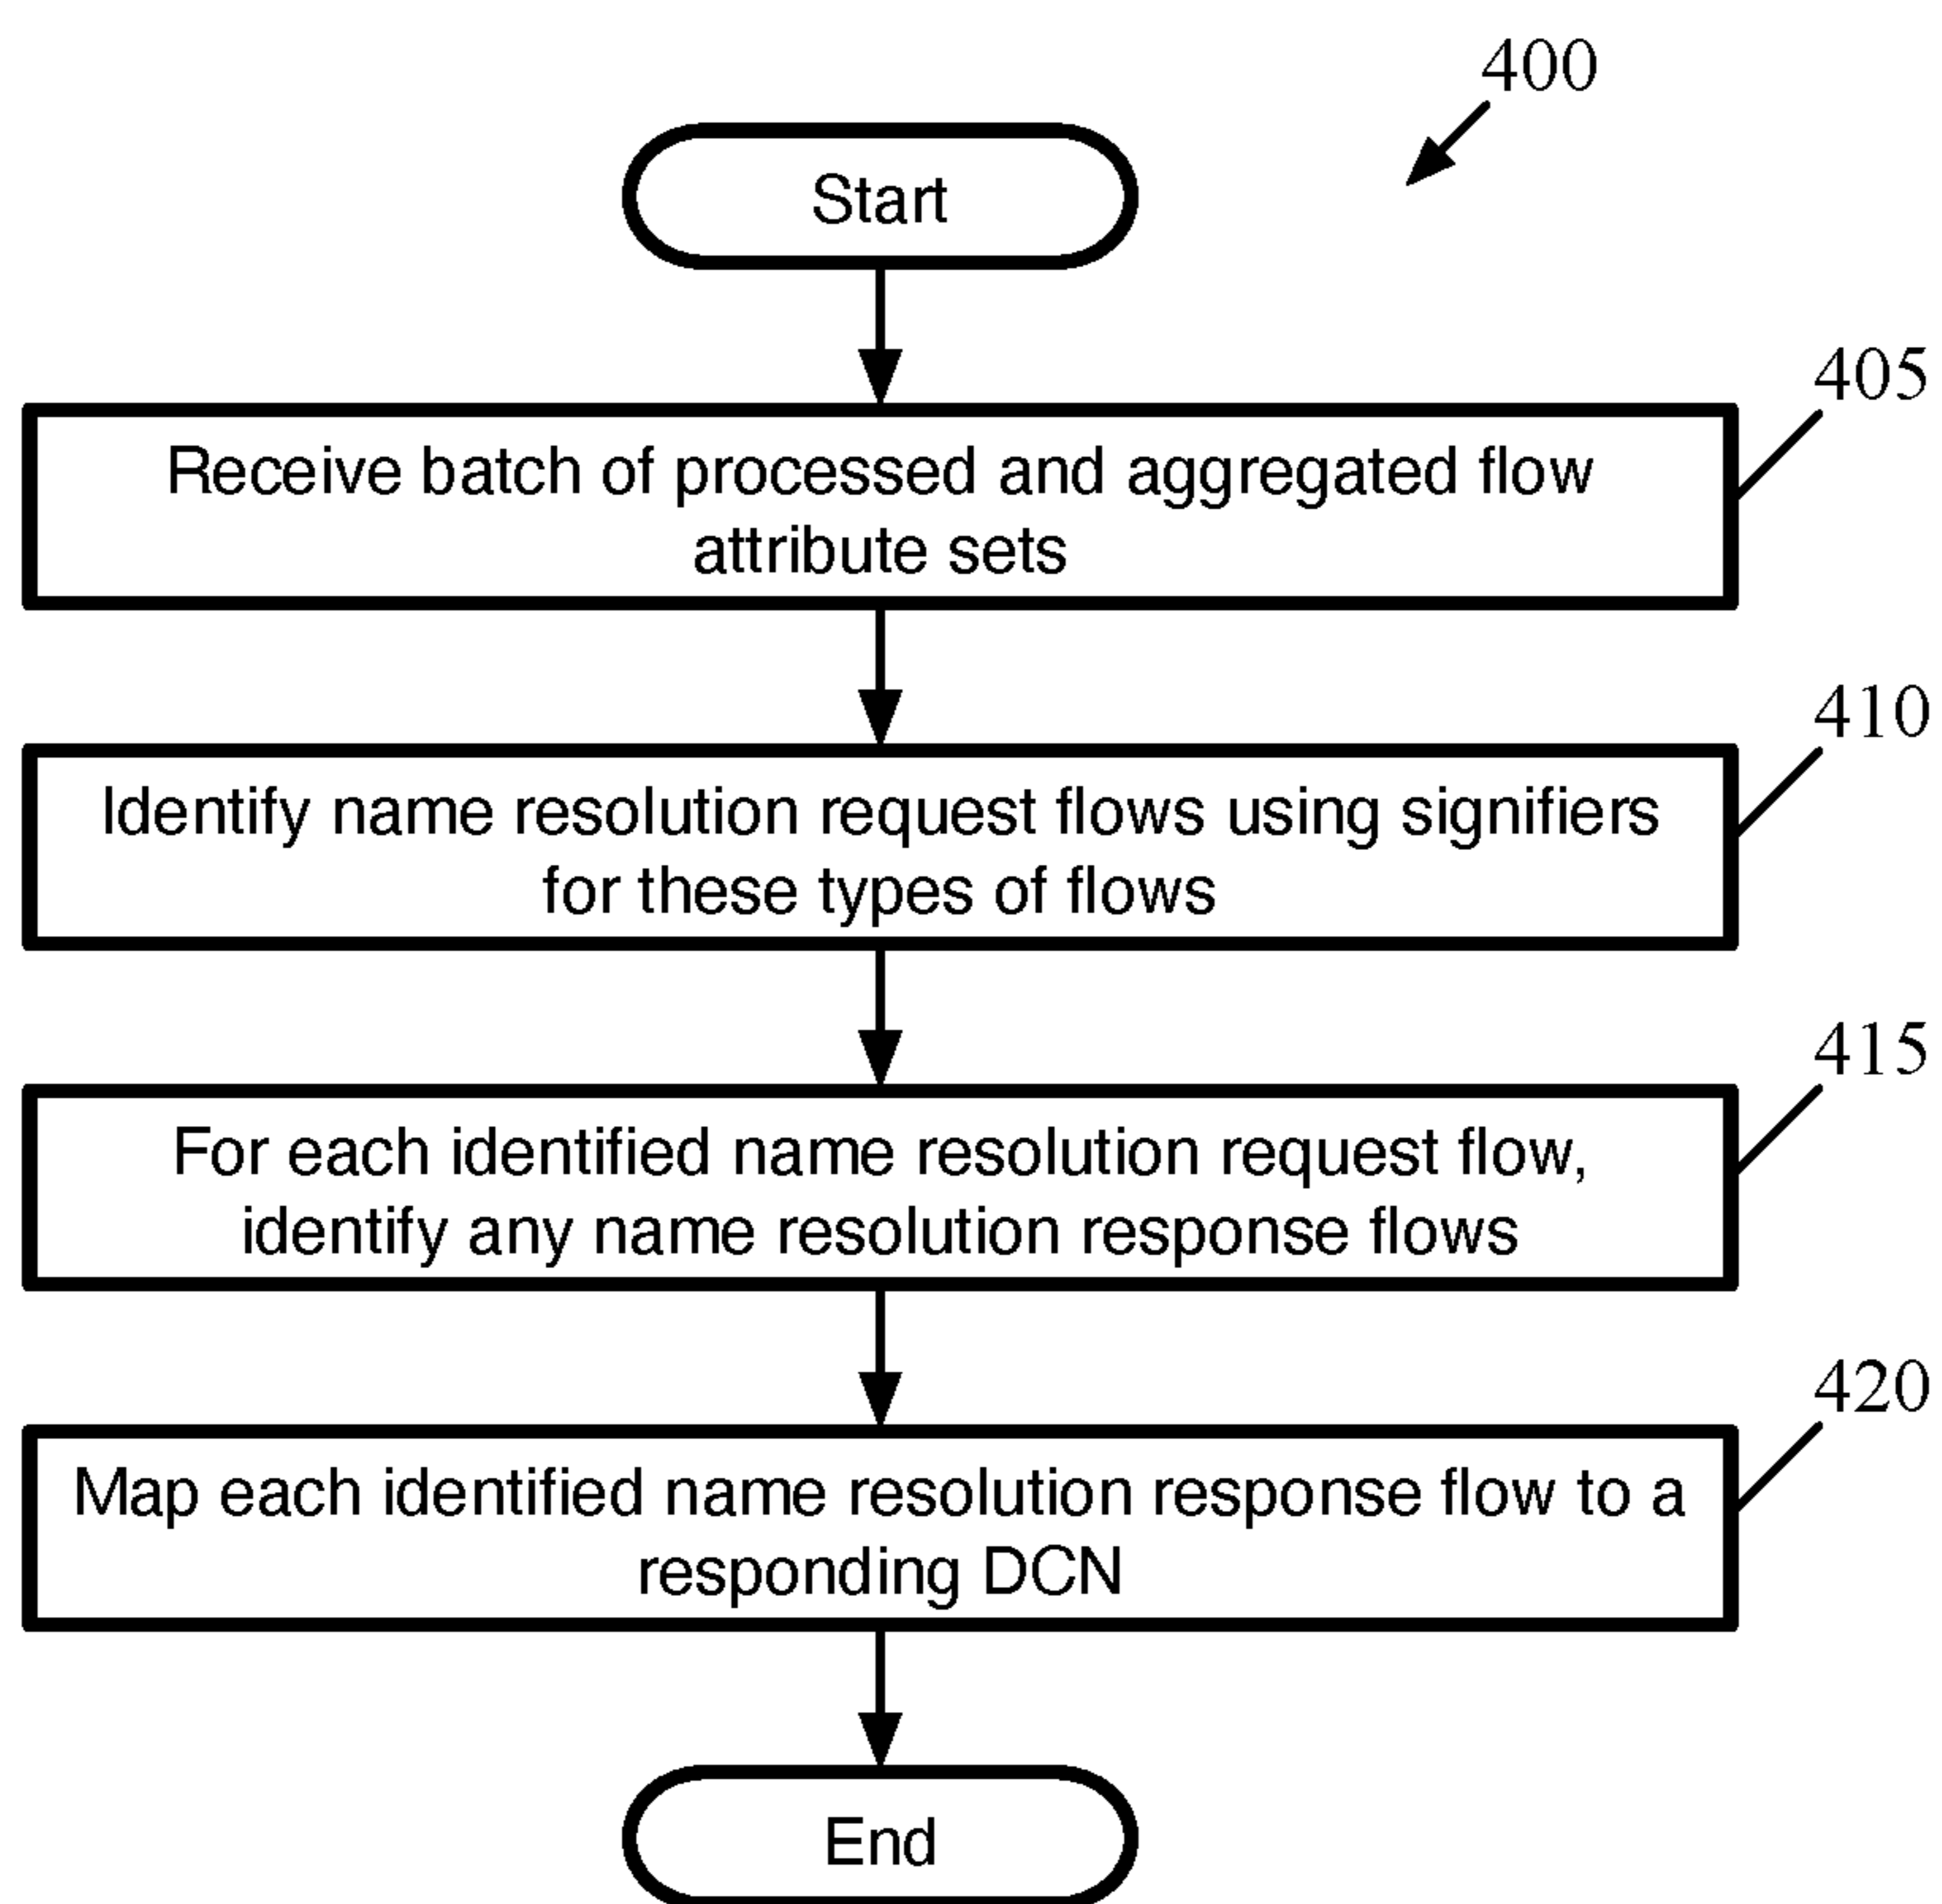 400
Start
405
Receive batch of processed and aggregated flow
attribute sets
410
Identify name resolution request flows using signifiers
for these types of flows
415
For each identified name resolution request flow,
identify any name resolution response flows
420
Map each identified name resolution response flow to a
responding DCN
End